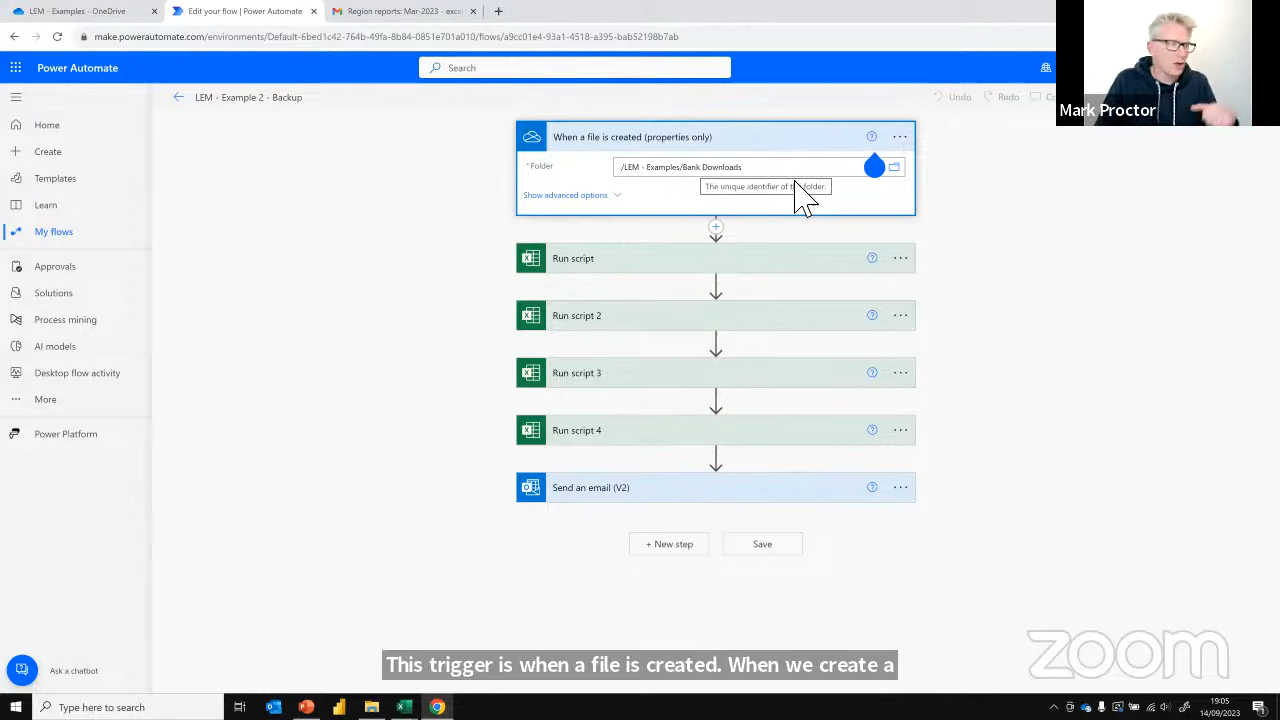 LEM - Examples - OneDrive
Edit your flow | Power Automate
Region reports: Mar-2023 - exce
make.powerautomate.com/environments/Default-6bed1c42-764b-49fa-8b84-0851e701a010/flows/a9cc01e4-93a1-4518-a395-bab52198b7ab
Power Automate
Search
LEM - Example 2 - Backup
Undo
Redo
Co
Mark Proctor
Home
Create
Templates
Learn
My flows
Approvals
Solutions
Process mining
AI models
Desktop flow activity
More
Power Platform
Ask a chatbot
When a file is created (properties only)
* Folder
/LEM - Examples/Bank Downloads
The unique identifier of the folder.
Show advanced options
Run script
Run script 2
Run script 3
Run script 4
Send an email (V2)
+ New step
Save
This trigger is when a file is created. When we create a
zoom
Type here to search
19:05
14/09/2023